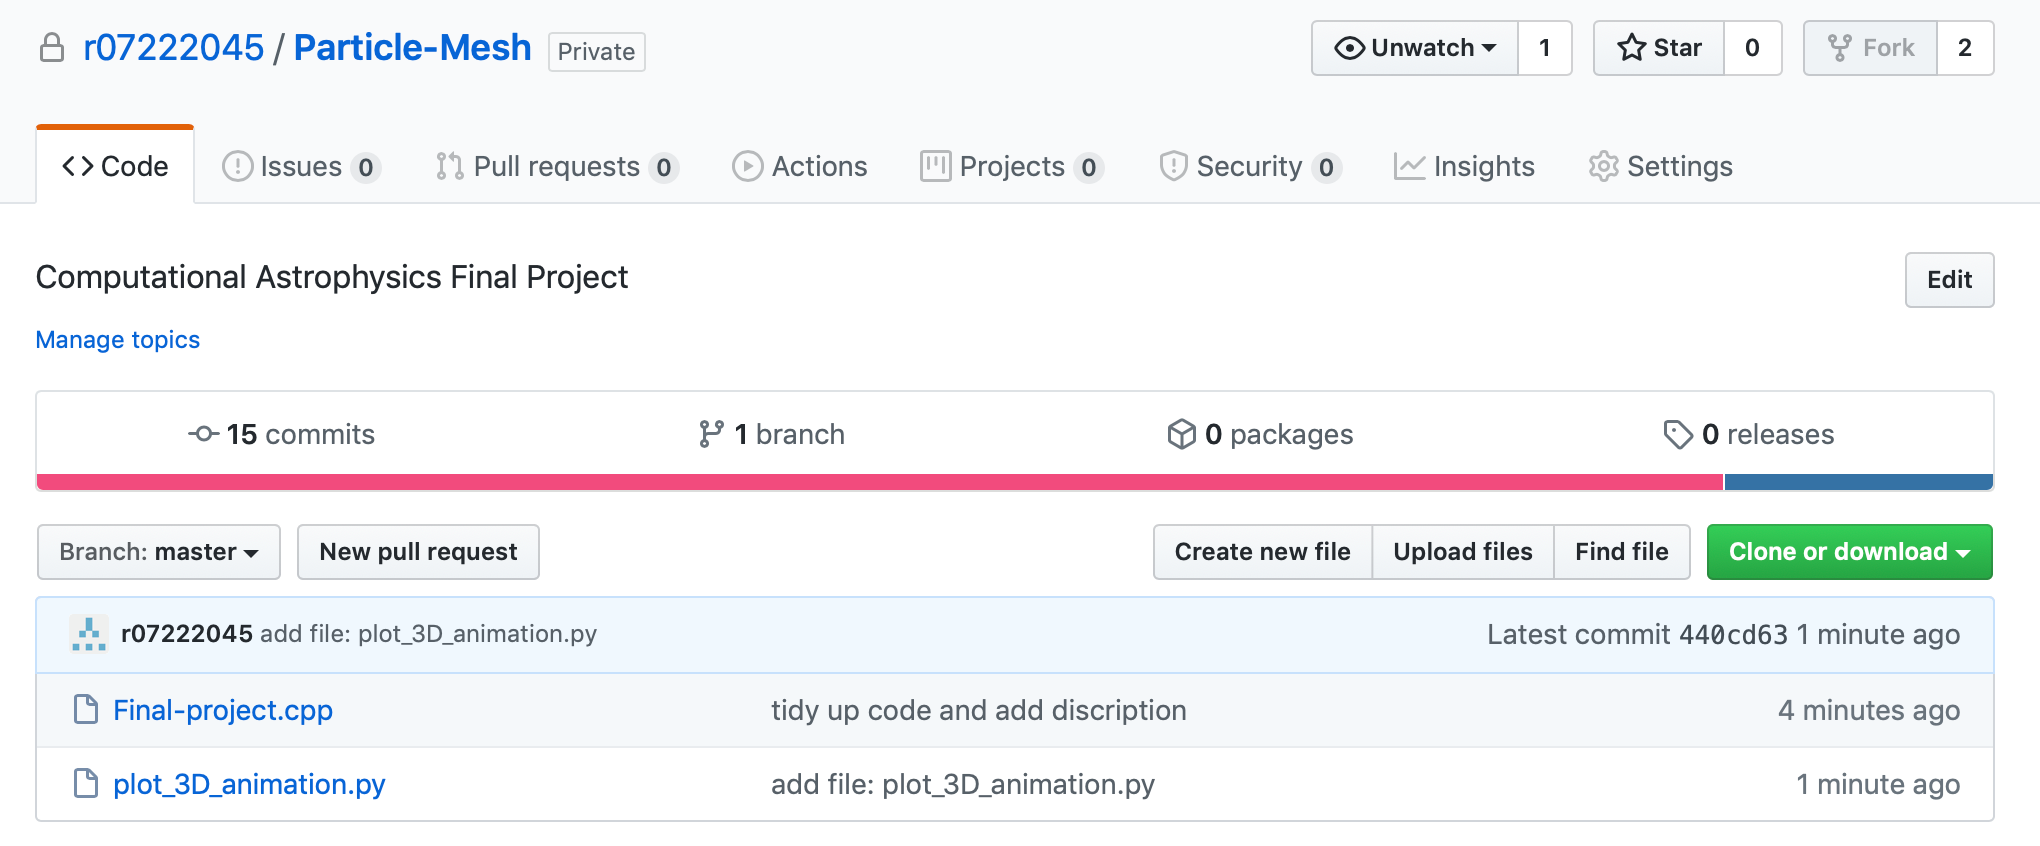 r07222045 / Particle-Mesh Private Unwatch 1 Star 0 Fork 2
Code Issues 0 Pull requests 0 Actions Projects 0 Security 0 Insights Settings
Computational Astrophysics Final Project Edit
Manage topics
15 commits 1 branch 0 packages 0 releases
Branch: master New pull request Create new file Upload files Find file Clone or download
r07222045 add file: plot_3D_animation.py Latest commit 440cd63 1 minute ago
Final-project.cpp tidy up code and add discription 4 minutes ago
plot_3D_animation.py add file: plot_3D_animation.py 1 minute ago